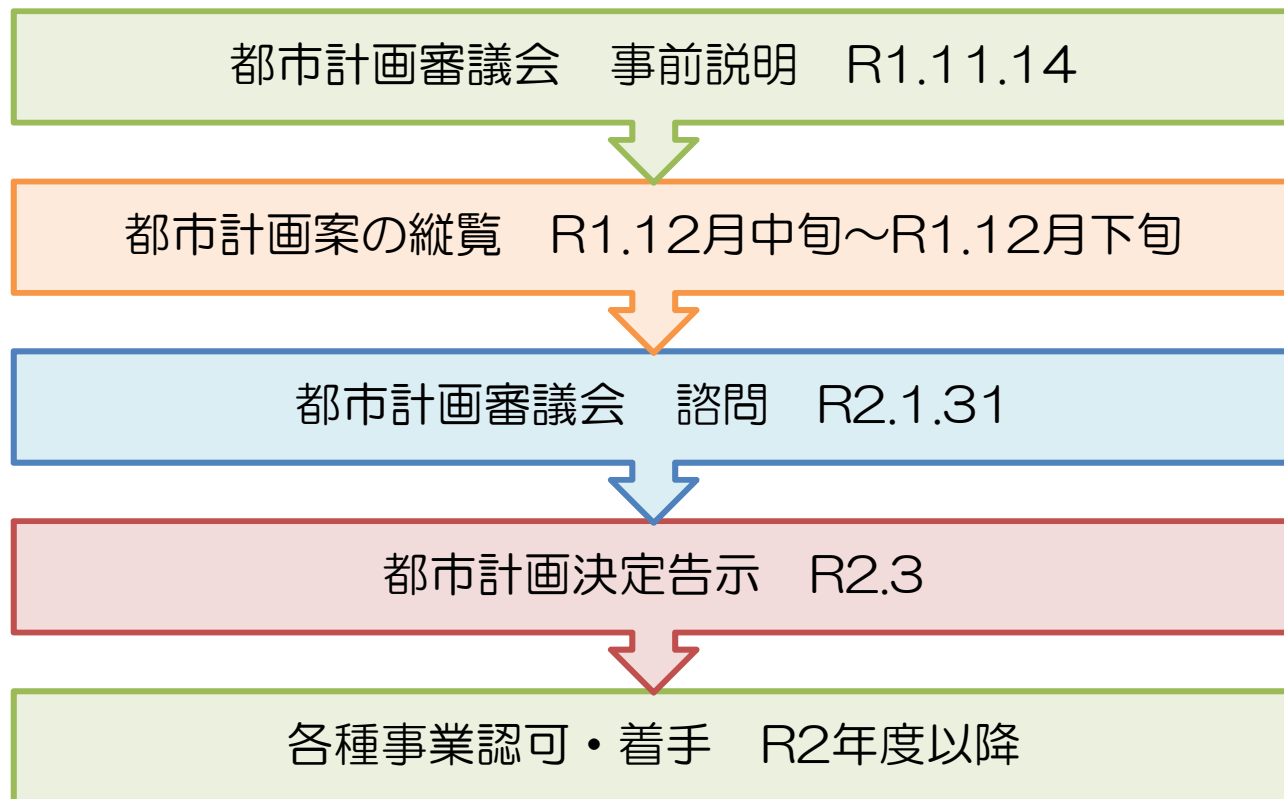 都市計画審議会　事前説明　R1.11.14
都市計画案の縦覧　R1.12月中旬～R1.12月下旬
都市計画審議会　諮問　R2.1.31
都市計画決定告示　R2.3
各種事業認可・着手　R2年度以降